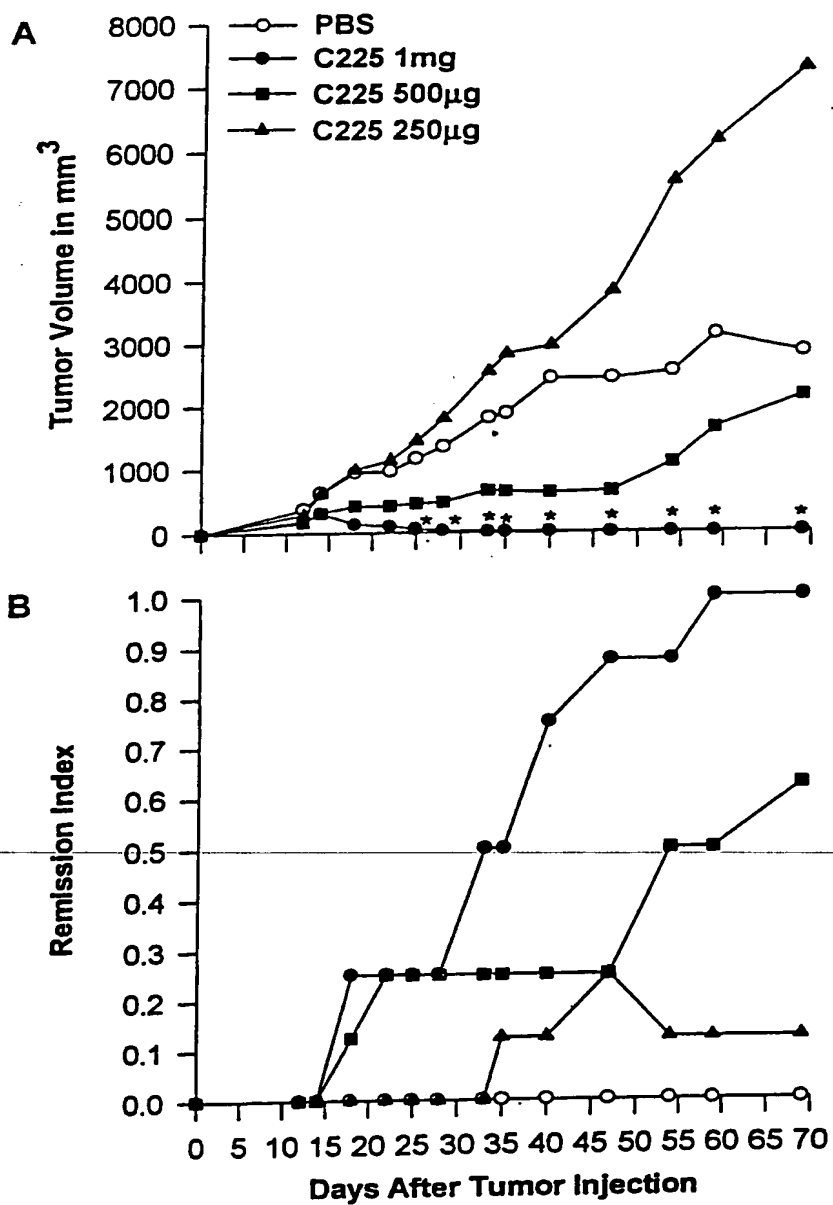 A
PBS
C225 1mg
C225 500µg
C225 250µg
8000
7000
6000
5000
4000
3000
2000
1000
0
Tumor Volume in mm³
* * * * * * * * *
B
1.0
0.9
0.8
0.7
0.6
0.5
0.4
0.3
0.2
0.1
0.0
Remission Index
0 5 10 15 20 25 30 35 40 45 50 55 60 65 70
Days After Tumor Injection